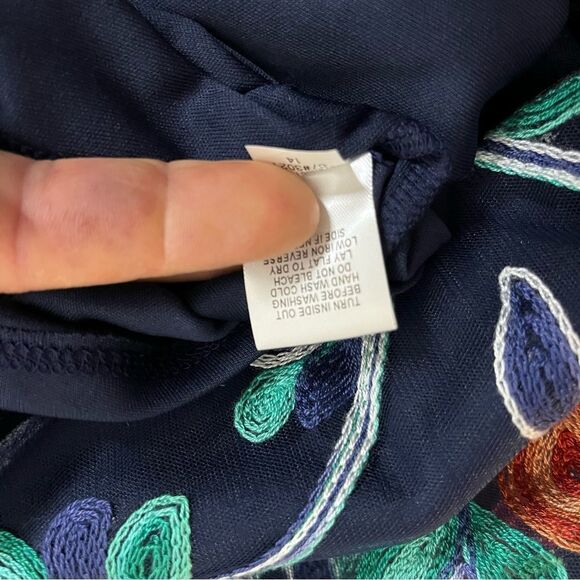 TURN INSIDE OUT
BEFORE WASHING
HAND WASH COLD
DO NOT BLEACH
LAY FLAT TO DRY
LOW IRON REVERSE
SIDE IF
14